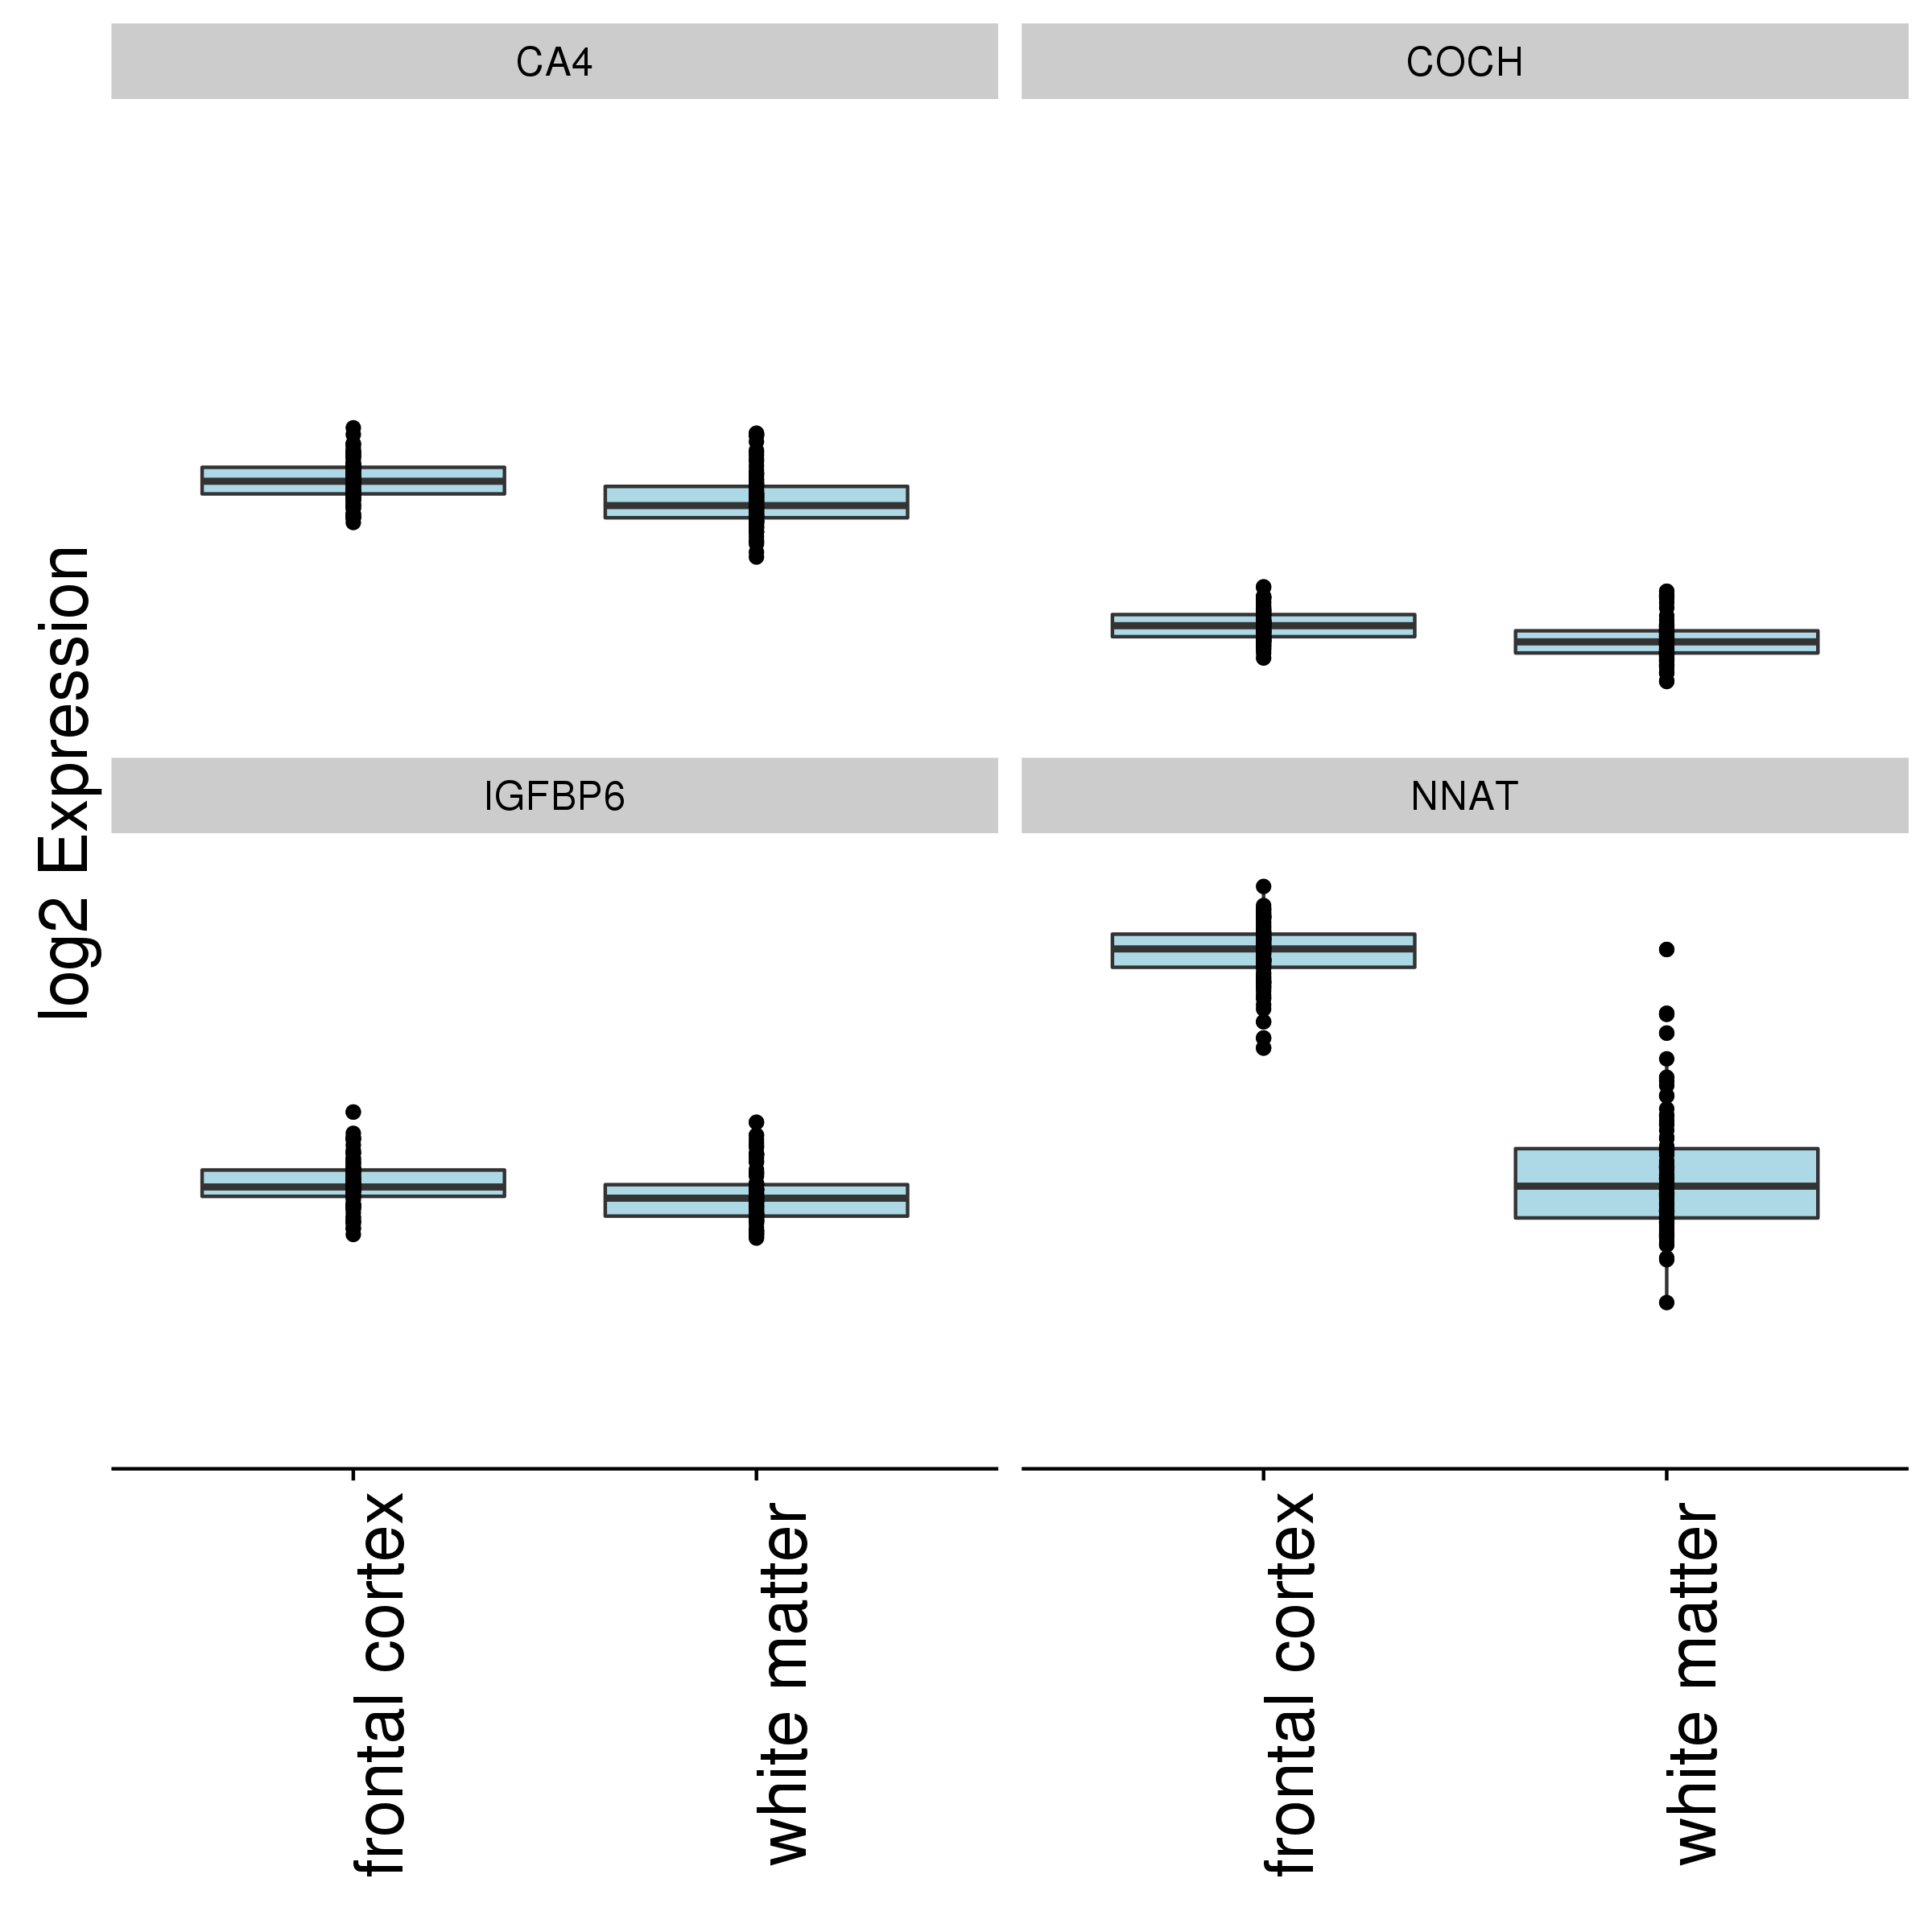 CA4
COCH
log2 Expression
IGFBP6
NNAT
frontal cortex
white matter
frontal cortex
white matter